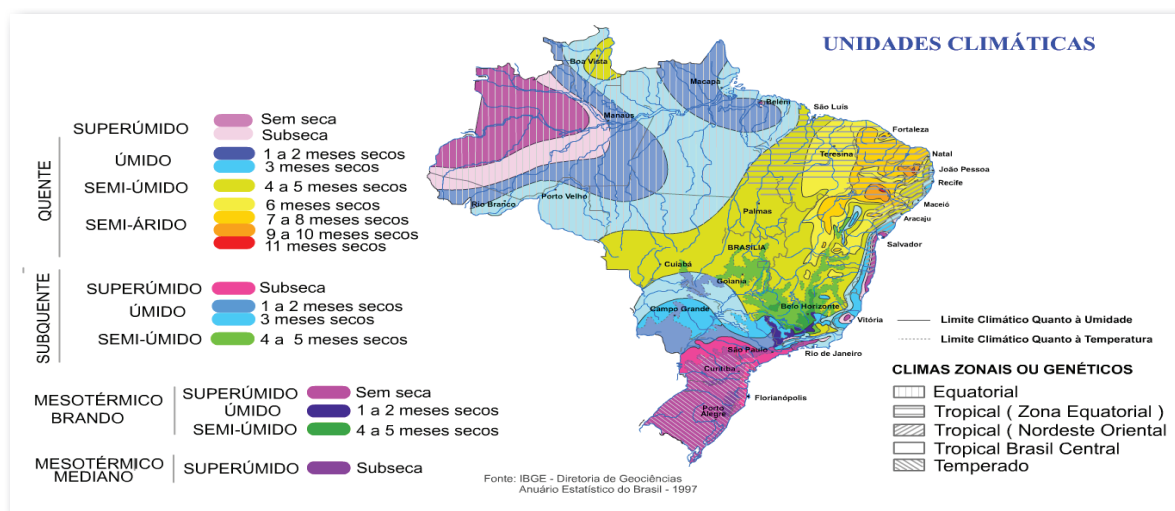 UNIDADES CLIMÁTICAS
QUENTE
SUPERÚMIDO
Sem seca
Subseca
ÚMIDO
1 a 2 meses secos
3 meses secos
SEMI-ÚMIDO
4 a 5 meses secos
SEMI-ÁRIDO
6 meses secos
7 a 8 meses secos
9 a 10 meses secos
11 meses secos
SUBQUENTE
SUPERÚMIDO
Subseca
ÚMIDO
1 a 2 meses secos
3 meses secos
SEMI-ÚMIDO
4 a 5 meses secos
MESOTÉRMICO
BRANDO
SUPERÚMIDO
Sem seca
ÚMIDO
1 a 2 meses secos
SEMI-ÚMIDO
4 a 5 meses secos
MESOTÉRMICO
MEDIANO
SUPERÚMIDO
Subseca
Boa Vista
Macapá
Belém
Manaus
São Luís
Fortaleza
Teresina
Natal
João Pessoa
Recife
Maceió
Aracaju
Rio Branco
Porto Velho
Palmas
Salvador
BRASÍLIA
Cuiabá
Goiania
Campo Grande
Belo Horizonte
Vitória
São Paulo
Rio de Janeiro
Curitiba
Florianópolis
Porto
Alegre
Limite Climático Quanto à Umidade
Limite Climático Quanto à Temperatura
CLIMAS ZONAIS OU GENÉTICOS
Equatorial
Tropical ( Zona Equatorial )
Tropical ( Nordeste Oriental
Tropical Brasil Central
Temperado
Fonte: IBGE - Diretoria de Geociências
Anuário Estatístico do Brasil - 1997